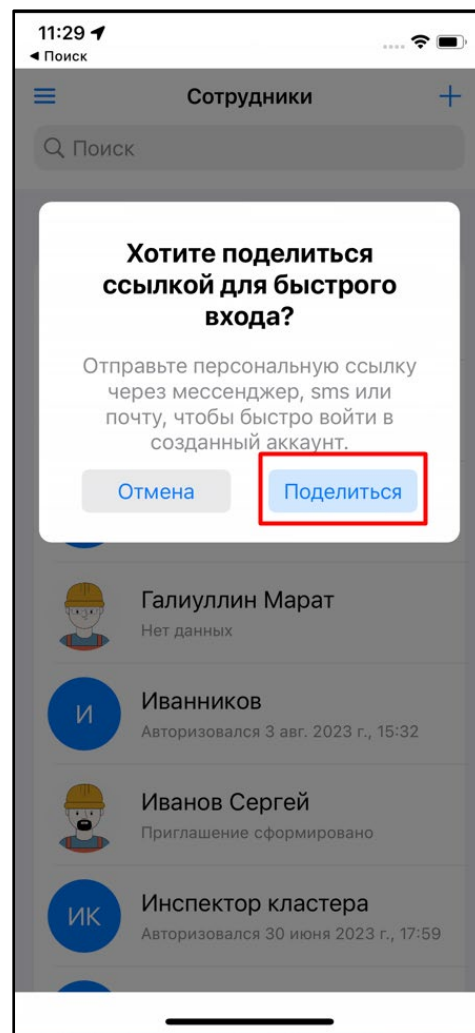 11:29
◀ Поиск
Сотрудники
Поиск
Хотите поделиться
ссылкой для быстрого
входа?
Отправьте персональную ссылку
через мессенджер, sms или
почту, чтобы быстро войти в
созданный аккаунт.
Отмена
Поделиться
Галиуллин Марат
Нет данных
И
Иванников
Авторизовался 3 авг. 2023 г., 15:32
Иванов Сергей
Приглашение сформировано
ИК
Инспектор кластера
Авторизовался 30 июня 2023 г., 17:59